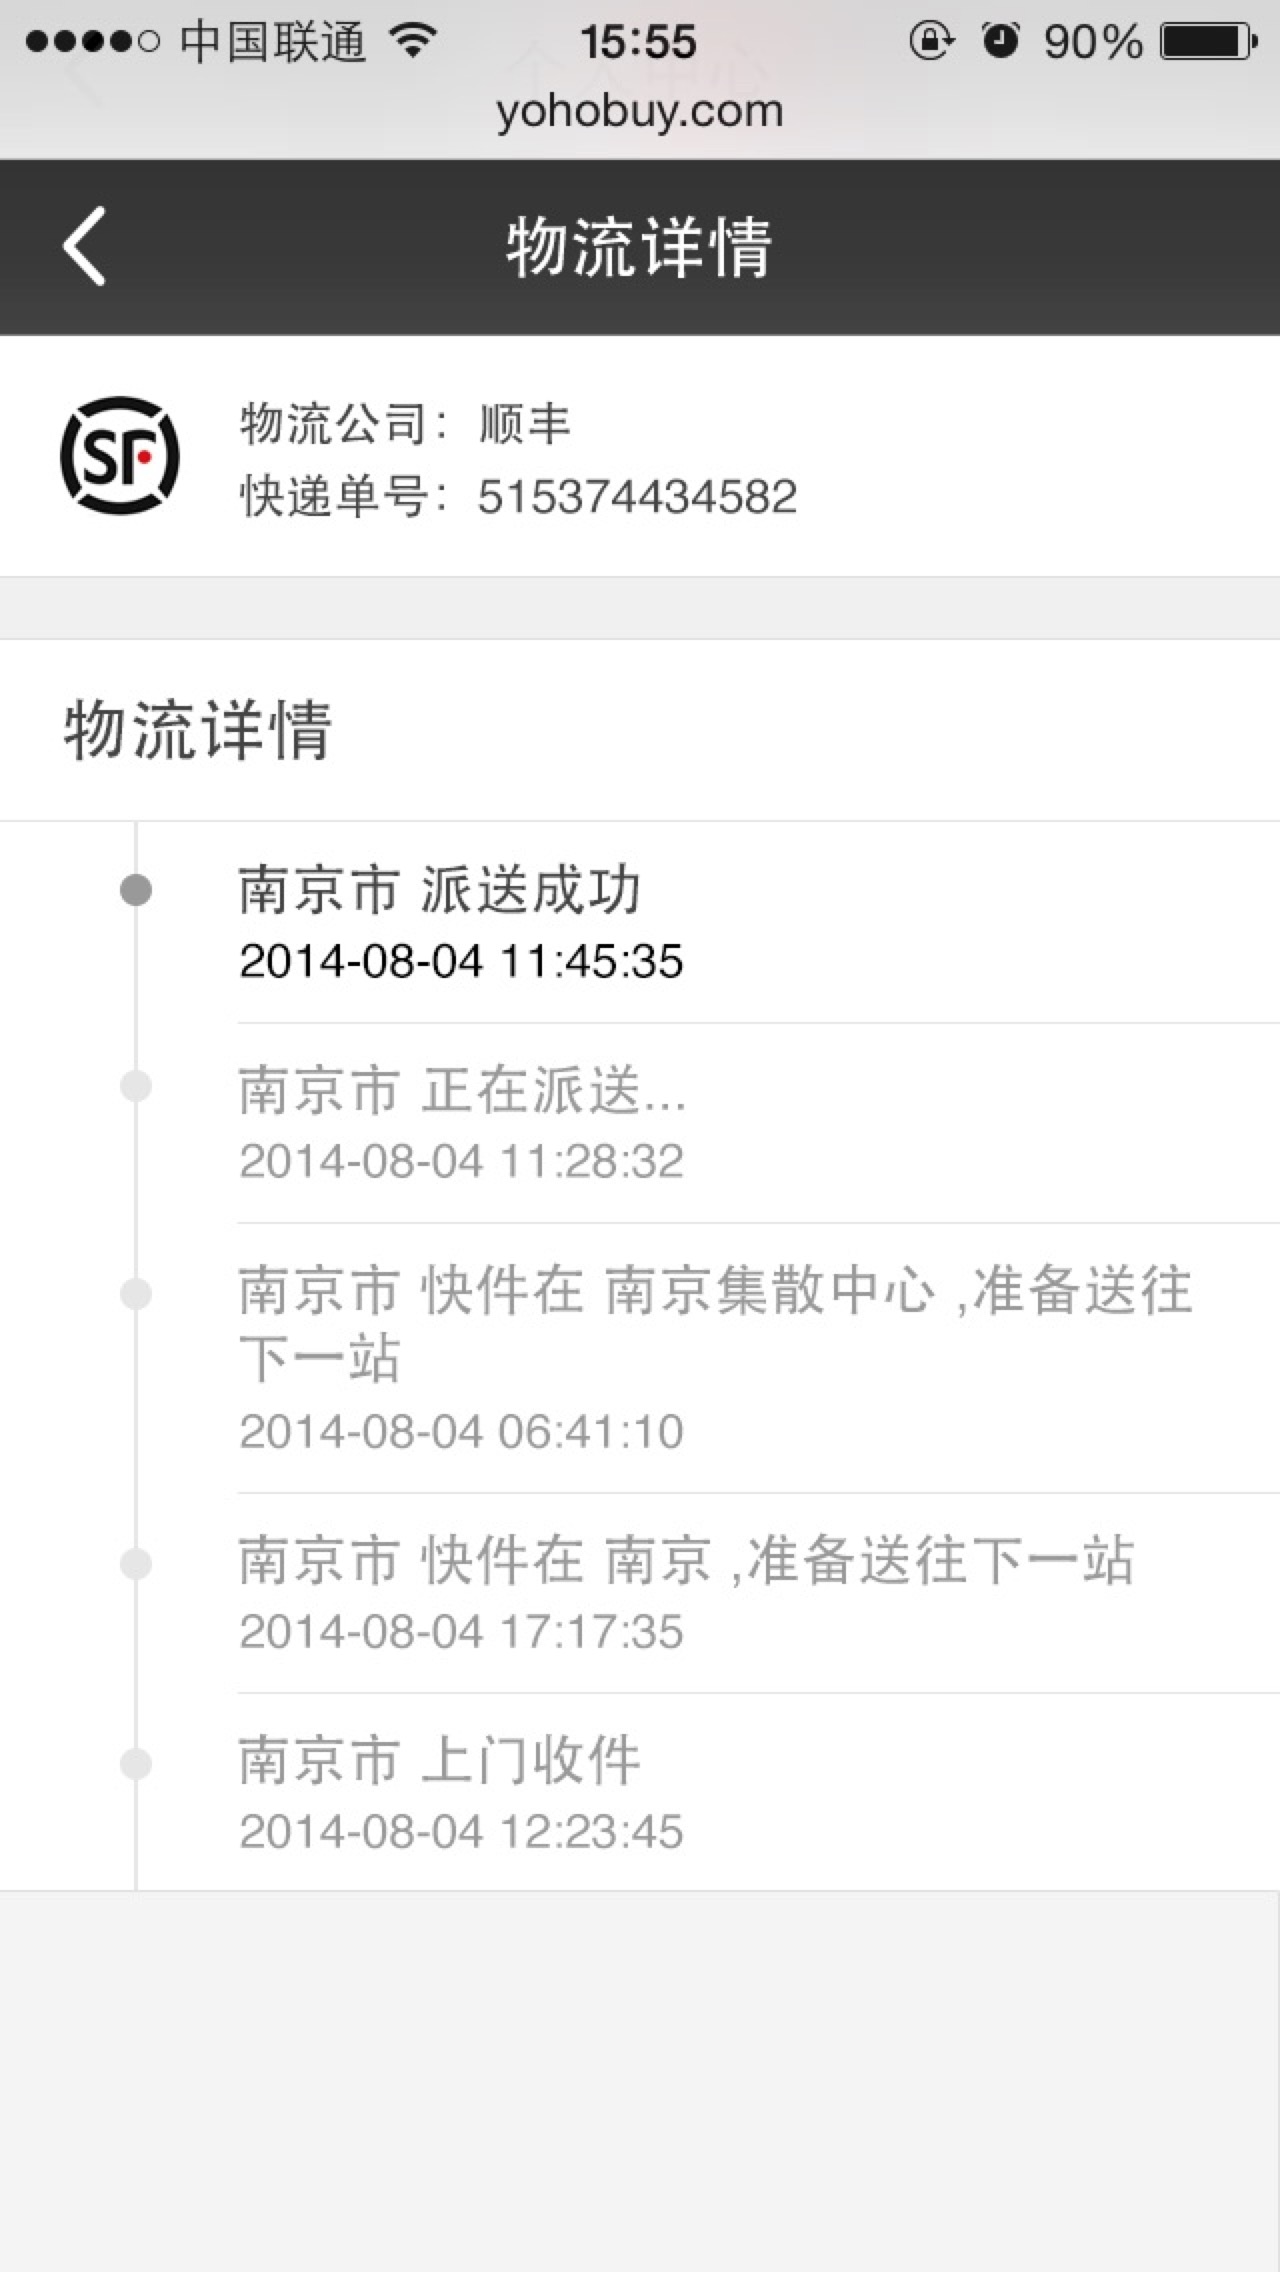 中国联通 15:55 90%
yohobuy.com
物流详情
SF
物流公司：顺丰
快递单号：515374434582
物流详情
南京市 派送成功
2014-08-04 11:45:35
南京市 正在派送...
2014-08-04 11:28:32
南京市 快件在 南京集散中心 ,准备送往
下一站
2014-08-04 06:41:10
南京市 快件在 南京 ,准备送往下一站
2014-08-04 17:17:35
南京市 上门收件
2014-08-04 12:23:45